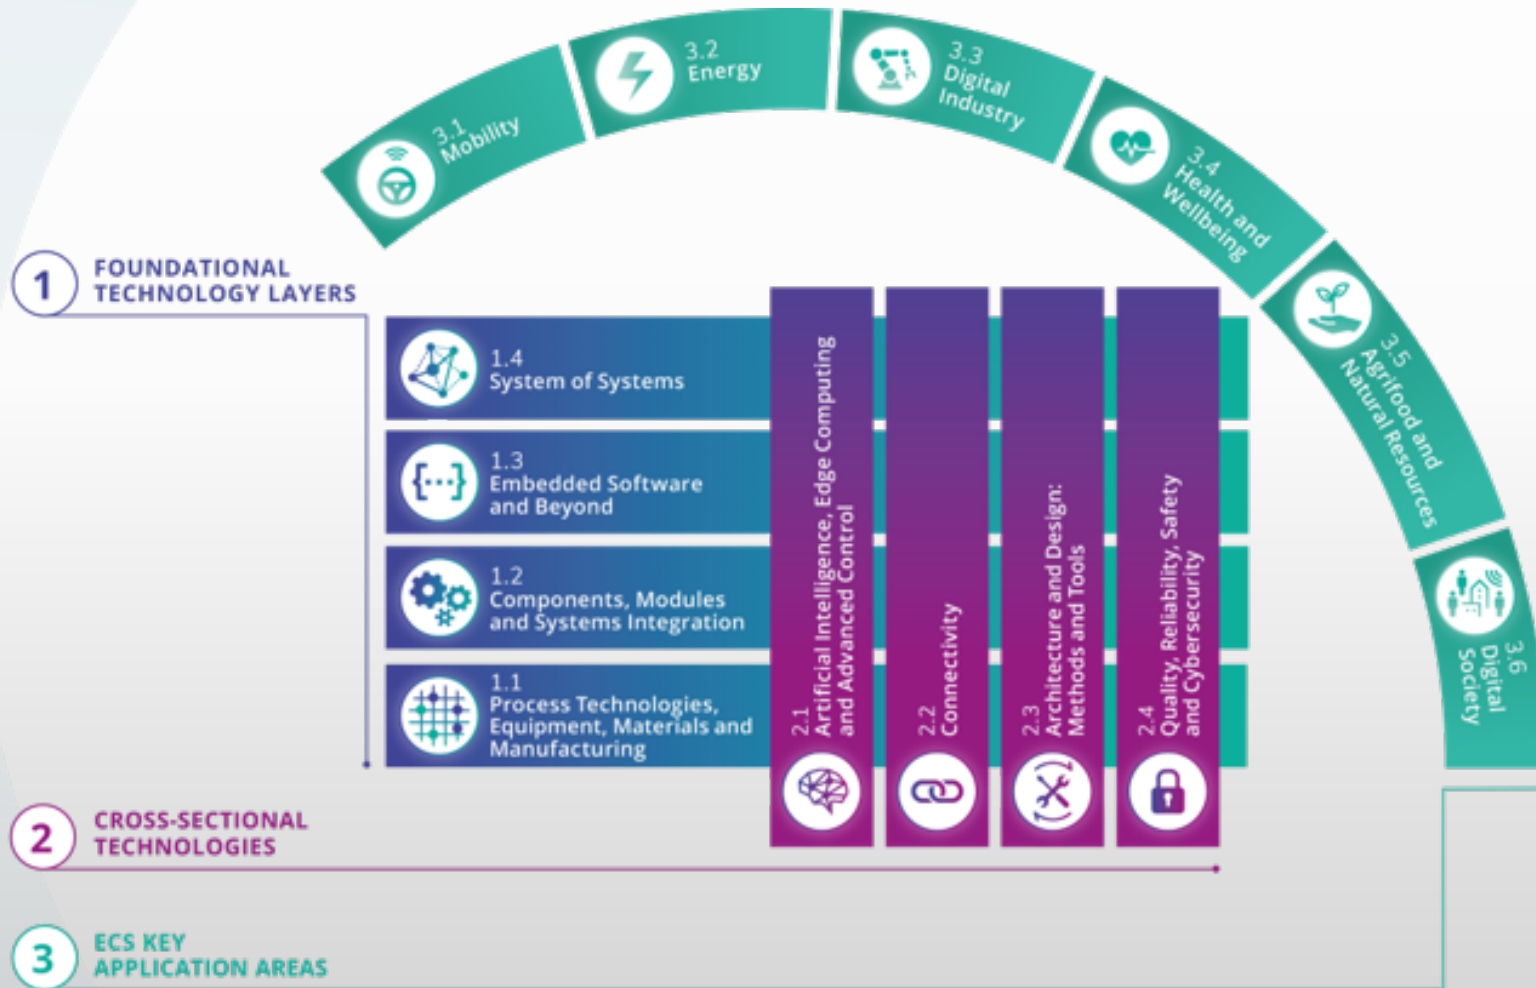 3.1
Mobility
3.2
Energy
3.3
Digital
Industry
3.4
Health and
Wellbeing
3.5
Agrifood and
Natural Resources
3.6
Digital
Society
1
FOUNDATIONAL
TECHNOLOGY LAYERS
1.4
System of Systems
1.3
Embedded Software
and Beyond
1.2
Components, Modules
and Systems Integration
1.1
Process Technologies,
Equipment, Materials and
Manufacturing
2.1
Artificial Intelligence, Edge Computing
and Advanced Control
2.2
Connectivity
2.3
Architecture and Design:
Methods and Tools
2.4
Quality, Reliability, Safety
and Cybersecurity
2
CROSS-SECTIONAL
TECHNOLOGIES
3
ECS KEY
APPLICATION AREAS